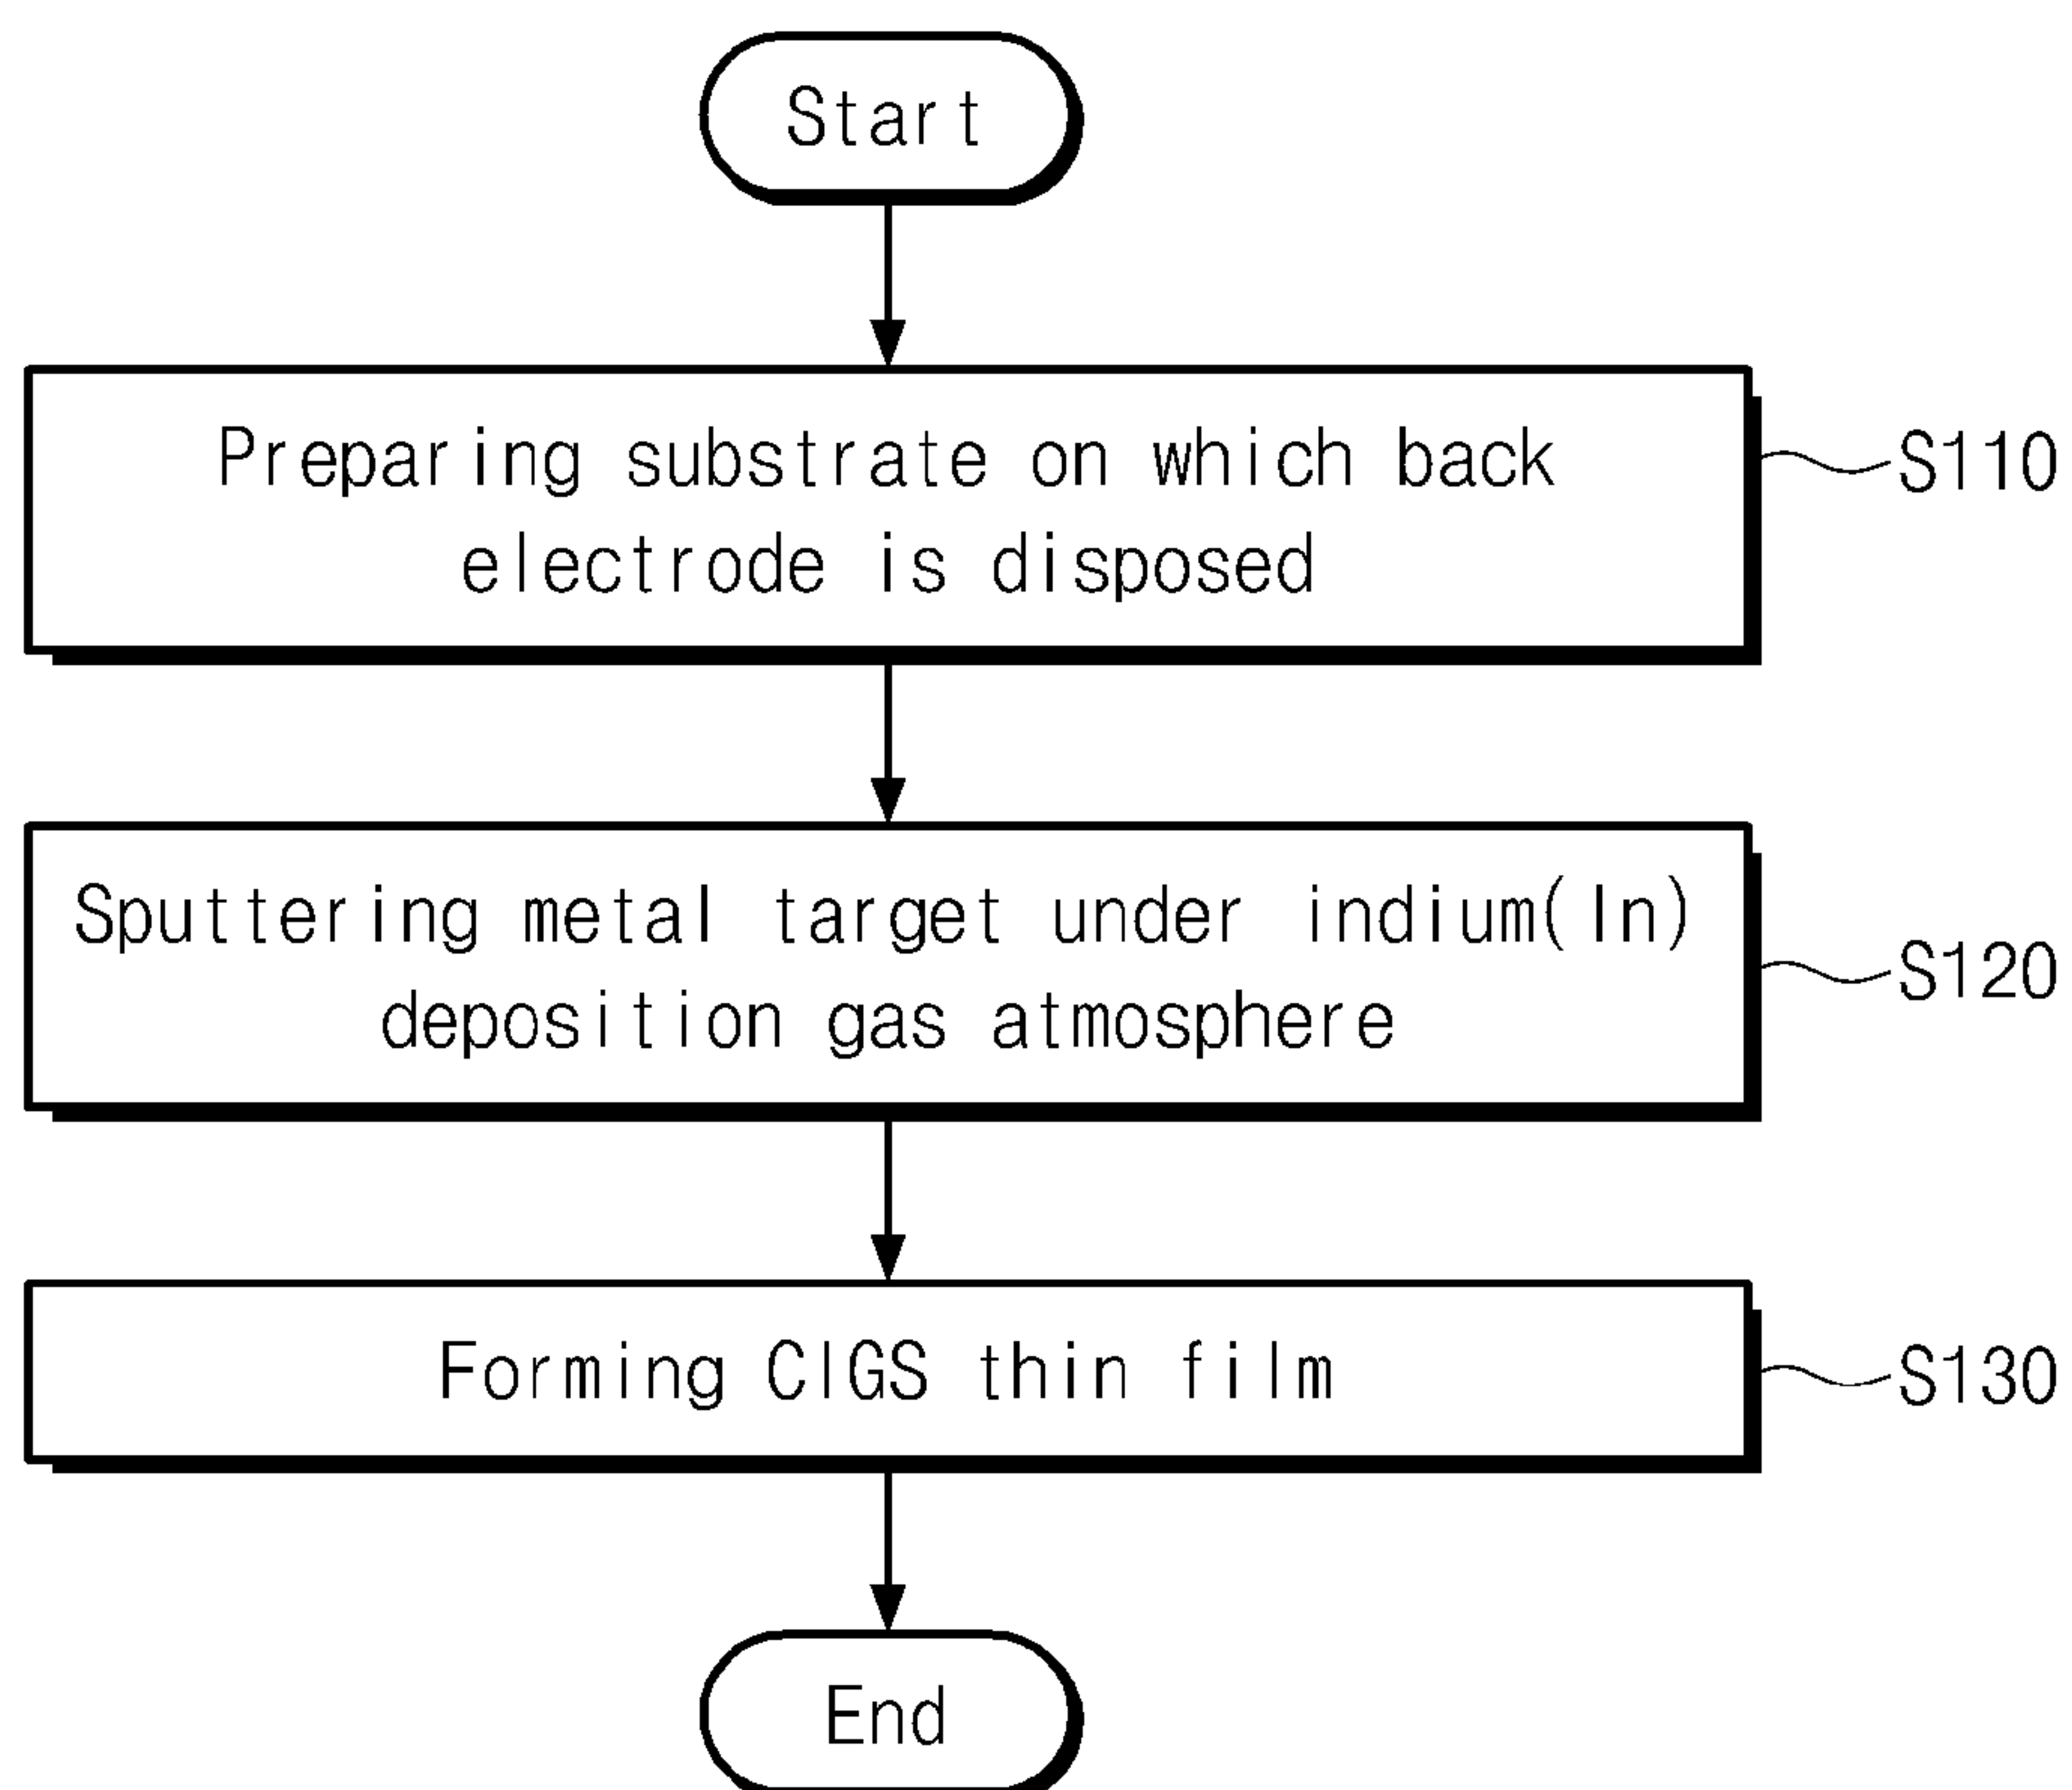 Start
Preparing substrate on which back
electrode is disposed
S110
Sputtering metal target under indium(In)
deposition gas atmosphere
S120
Forming CIGS thin film
S130
End